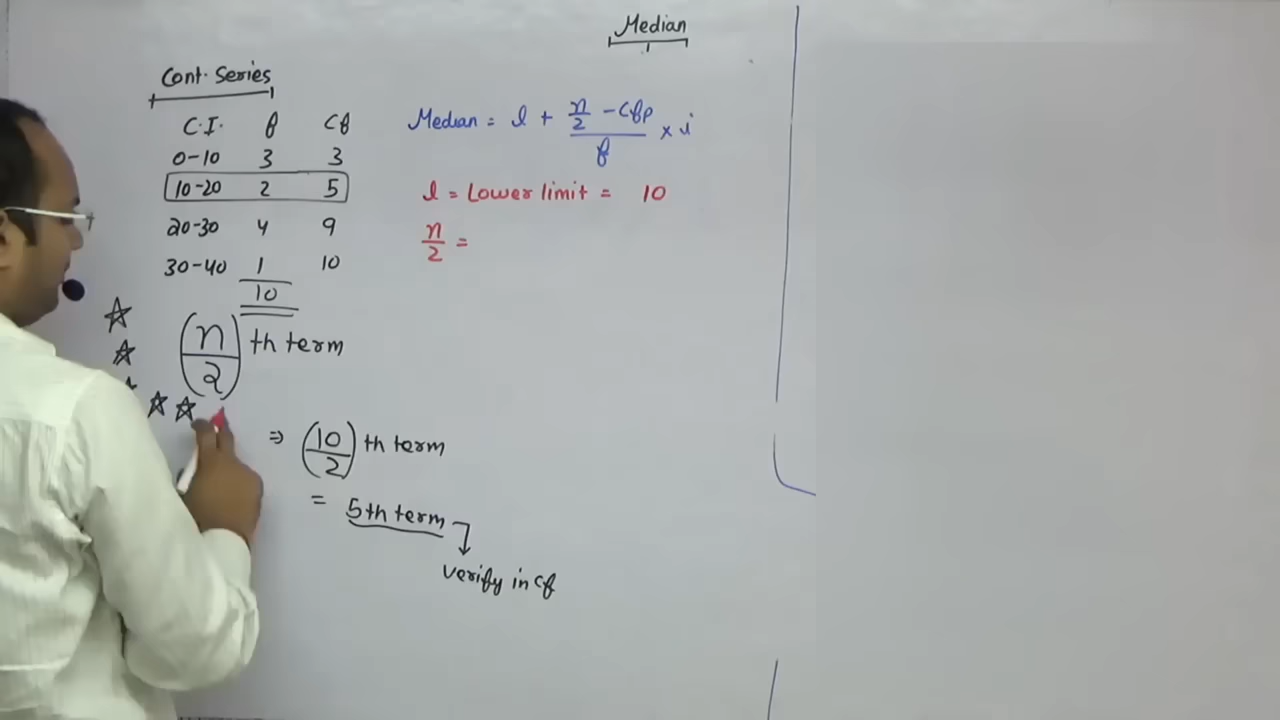 Median
Cont. Series
C.I. f cf
0-10 3 3
10-20 2 5
20-30 4 9
30-40 1 10
10
(n/2) th term
⇒ (10/2) th term
= 5th term
verify in cf
Median = l + (n/2 - cfp)/f × i
l = Lower limit = 10
n/2 =